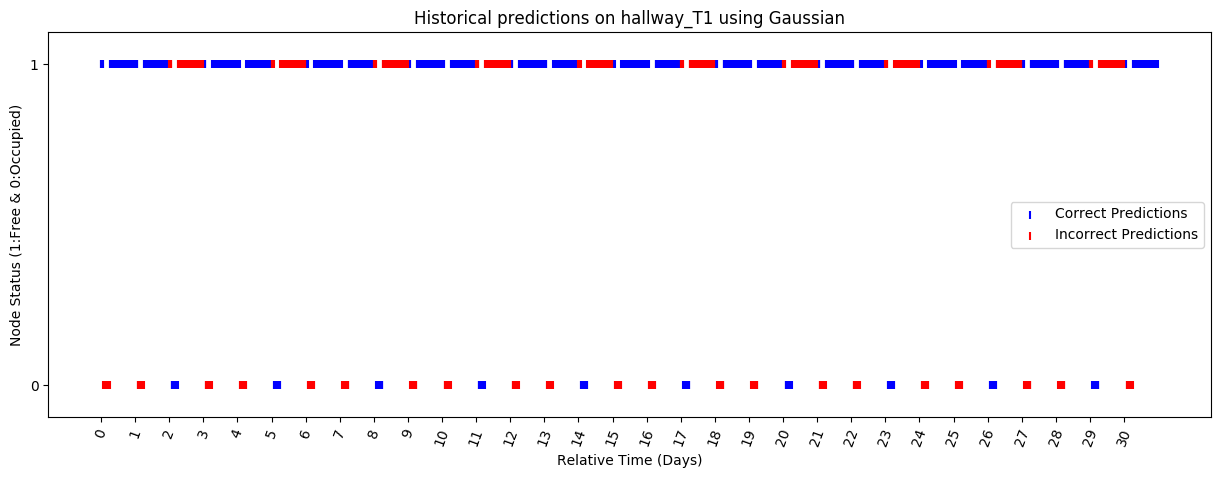 Historical predictions on hallway_T1 using Gaussian
Node Status (1:Free & 0:Occupied)
1
0
Correct Predictions
Incorrect Predictions
0 1 2 3 4 5 6 7 8 9 10 11 12 13 14 15 16 17 18 19 20 21 22 23 24 25 26 27 28 29 30
Relative Time (Days)